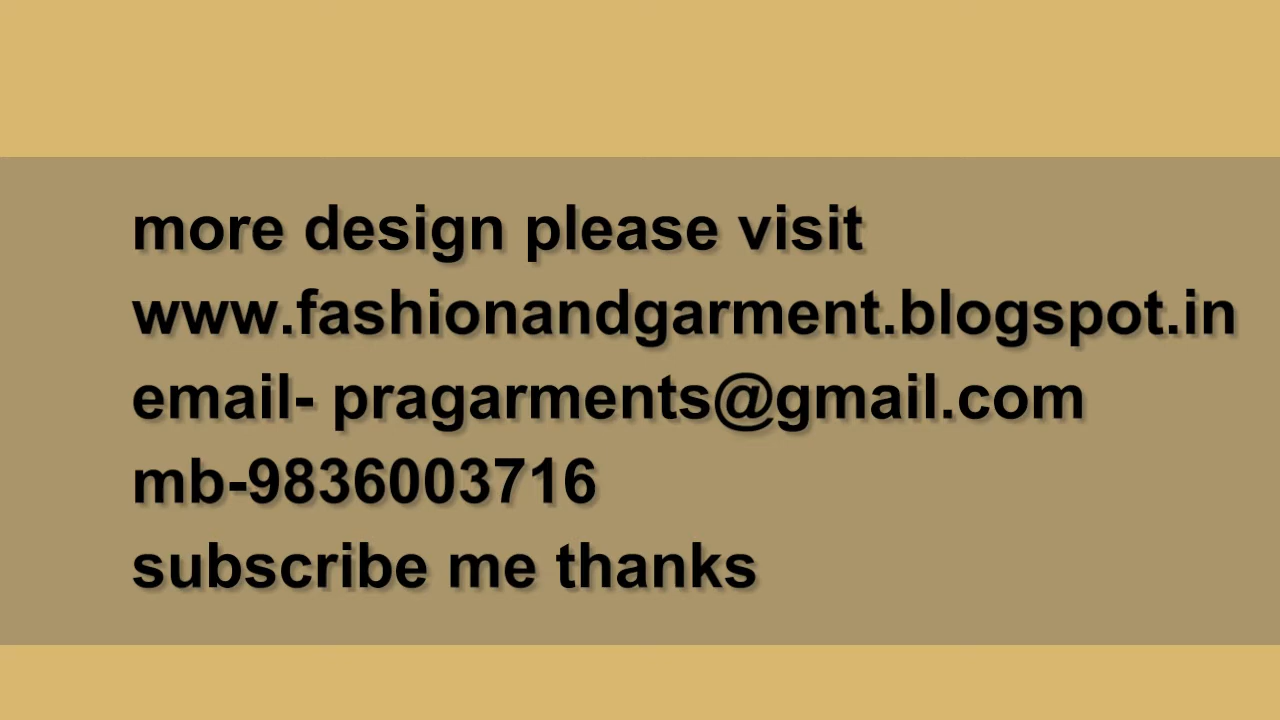 more design please visit
www.fashionandgarment.blogspot.in
email- pragarments@gmail.com
mb-9836003716
subscribe me thanks